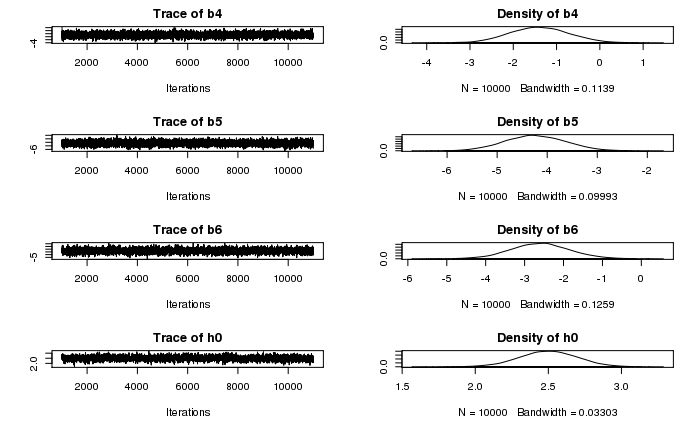 Trace of b4
-4
2000 4000 6000 8000 10000
Iterations
Density of b4
0.0
-4 -3 -2 -1 0 1
N = 10000 Bandwidth = 0.1139
Trace of b5
-6
2000 4000 6000 8000 10000
Iterations
Density of b5
0.0
-6 -5 -4 -3 -2
N = 10000 Bandwidth = 0.09993
Trace of b6
-5
2000 4000 6000 8000 10000
Iterations
Density of b6
0.0
-6 -5 -4 -3 -2 -1 0
N = 10000 Bandwidth = 0.1259
Trace of h0
2.0
2000 4000 6000 8000 10000
Iterations
Density of h0
0.0
1.5 2.0 2.5 3.0
N = 10000 Bandwidth = 0.03303